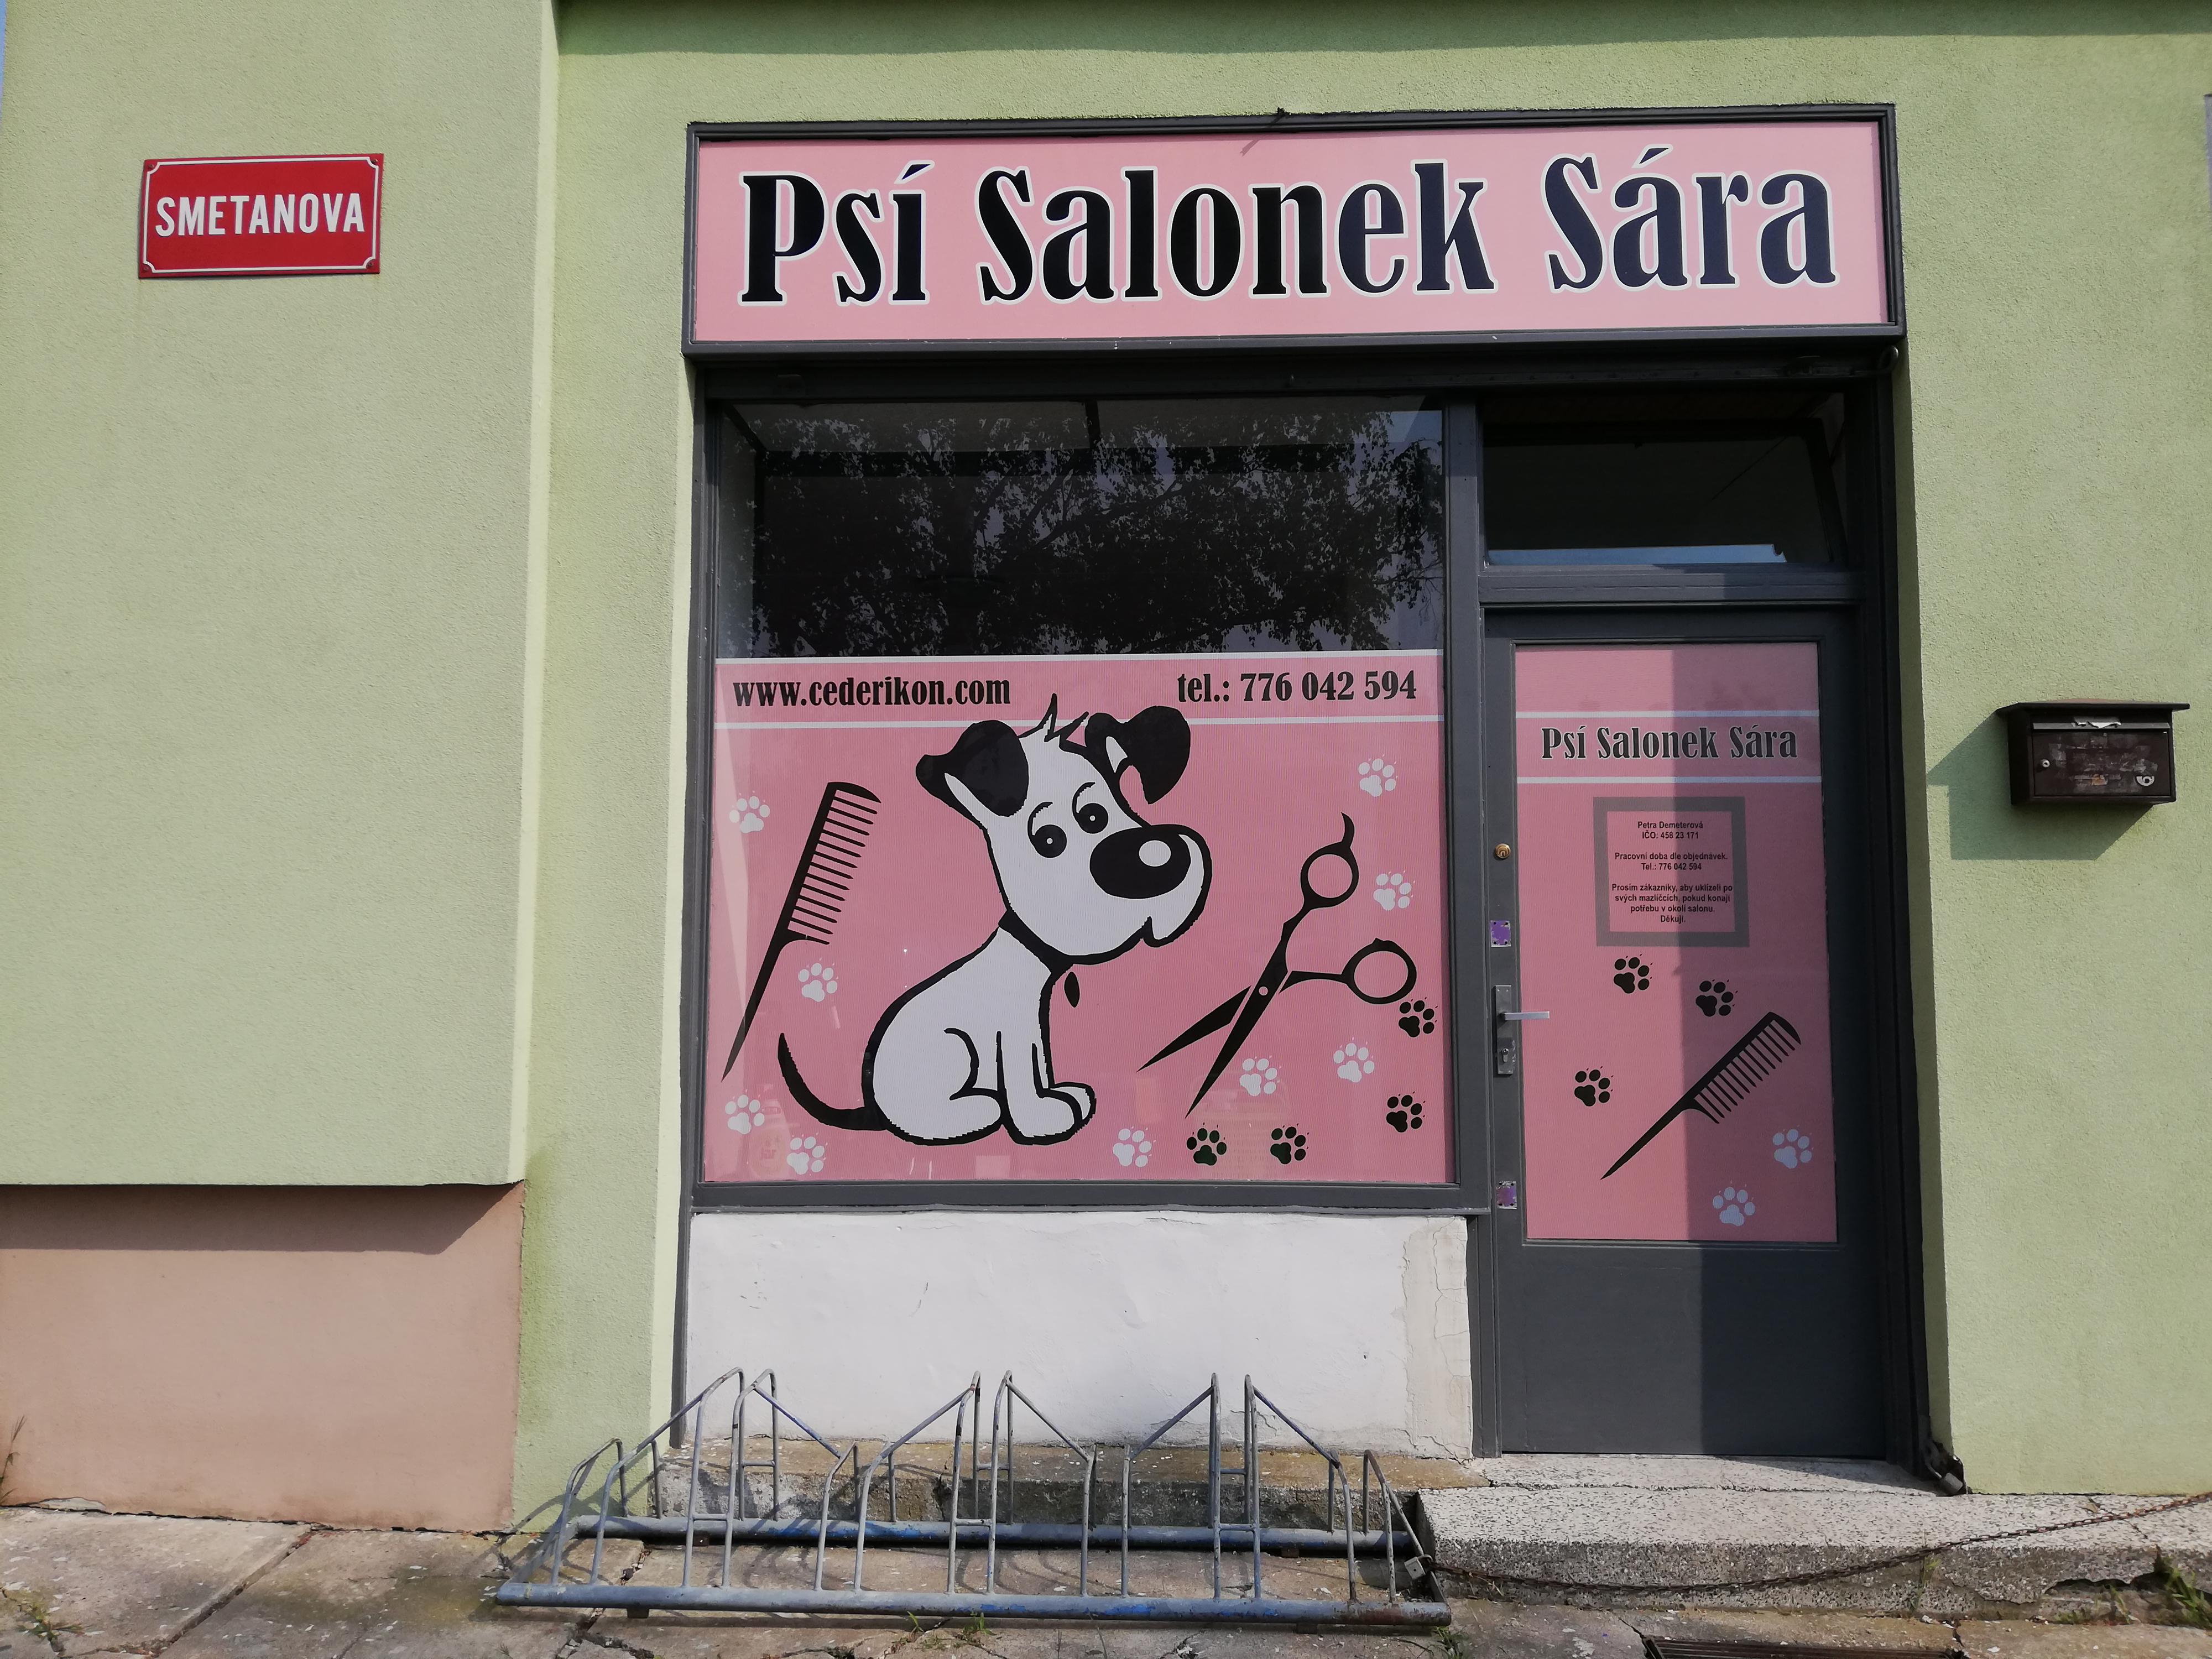 SMETANOVA
Psí Salonek Sára
www.cederikon.com
tel.: 776 042 594
Psí Salonek Sára
Petra Demeterová
IČO: 458 23 171
Pracovní doba dle objednávek.
Tel.: 776 042 594
Prosím zákazníky, aby uklízeli po
svých mazlíčcích, pokud konají
potřebu v okolí salonu.
Děkuji.